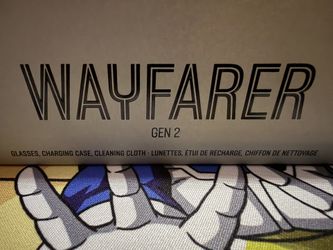 WAYFARER
GEN 2
GLASSES, CHARGING CASE, CLEANING CLOTH · LUNETTES, ÉTUI DE RECHARGE, CHIFFON DE NETTOYAGE